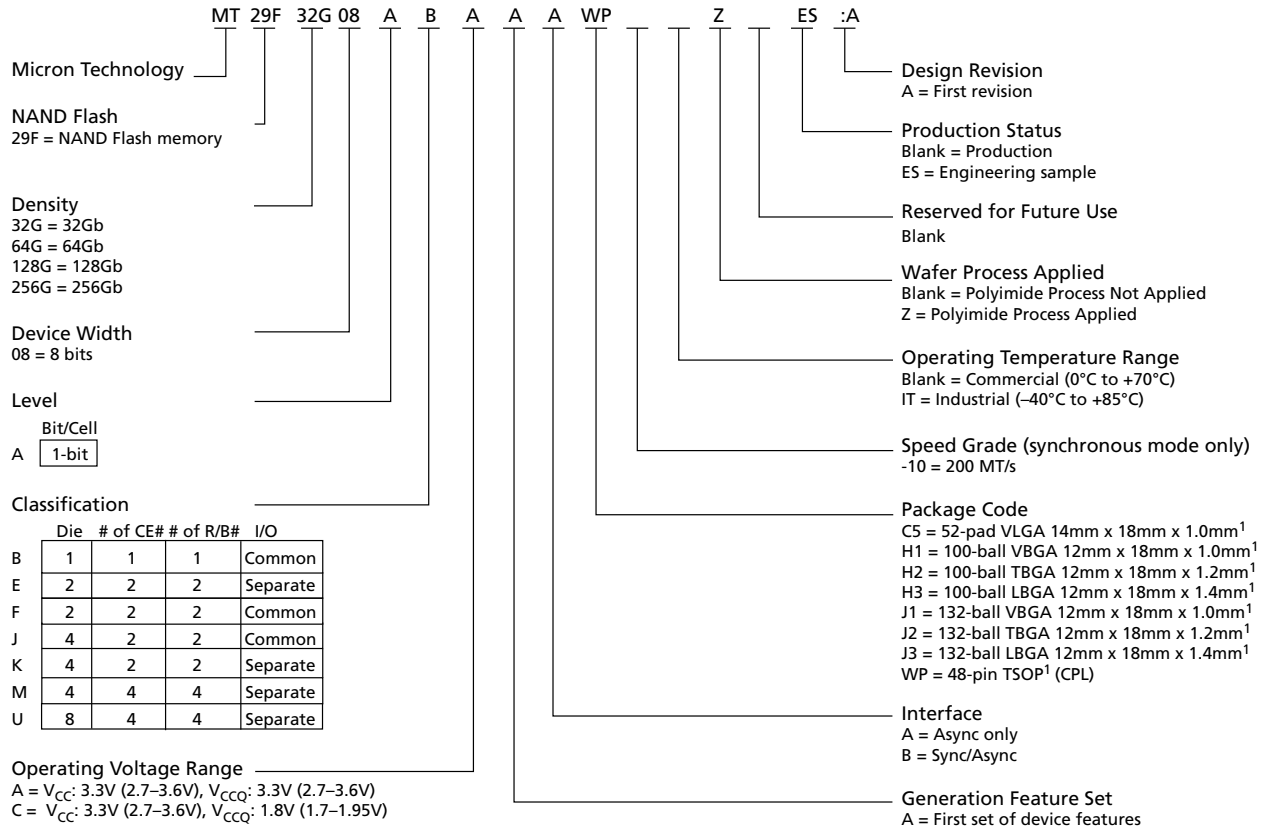 MT 29F 32G 08 A B A A A WP Z ES :A
Micron Technology
NAND Flash
29F = NAND Flash memory
Density
32G = 32Gb
64G = 64Gb
128G = 128Gb
256G = 256Gb
Device Width
08 = 8 bits
Level
Bit/Cell
A 1-bit
Classification
Die # of CE# # of R/B# I/O
B 1 1 1 Common
E 2 2 2 Separate
F 2 2 2 Common
J 4 2 2 Common
K 4 2 2 Separate
M 4 4 4 Separate
U 8 4 4 Separate
Operating Voltage Range
A = VCC: 3.3V (2.7–3.6V), VCCQ: 3.3V (2.7–3.6V)
C = VCC: 3.3V (2.7–3.6V), VCCQ: 1.8V (1.7–1.95V)
Design Revision
A = First revision
Production Status
Blank = Production
ES = Engineering sample
Reserved for Future Use
Blank
Wafer Process Applied
Blank = Polyimide Process Not Applied
Z = Polyimide Process Applied
Operating Temperature Range
Blank = Commercial (0°C to +70°C)
IT = Industrial (–40°C to +85°C)
Speed Grade (synchronous mode only)
-10 = 200 MT/s
Package Code
C5 = 52-pad VLGA 14mm x 18mm x 1.0mm1
H1 = 100-ball VBGA 12mm x 18mm x 1.0mm1
H2 = 100-ball TBGA 12mm x 18mm x 1.2mm1
H3 = 100-ball LBGA 12mm x 18mm x 1.4mm1
J1 = 132-ball VBGA 12mm x 18mm x 1.0mm1
J2 = 132-ball TBGA 12mm x 18mm x 1.2mm1
J3 = 132-ball LBGA 12mm x 18mm x 1.4mm1
WP = 48-pin TSOP1 (CPL)
Interface
A = Async only
B = Sync/Async
Generation Feature Set
A = First set of device features